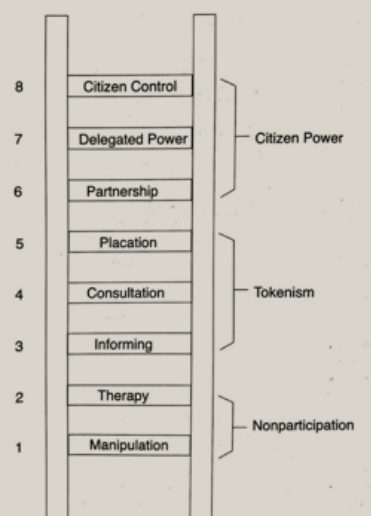 8 Citizen Control
7 Delegated Power
Citizen Power
6 Partnership
5 Placation
4 Consultation
Tokenism
3 Informing
2 Therapy
Nonparticipation
1 Manipulation